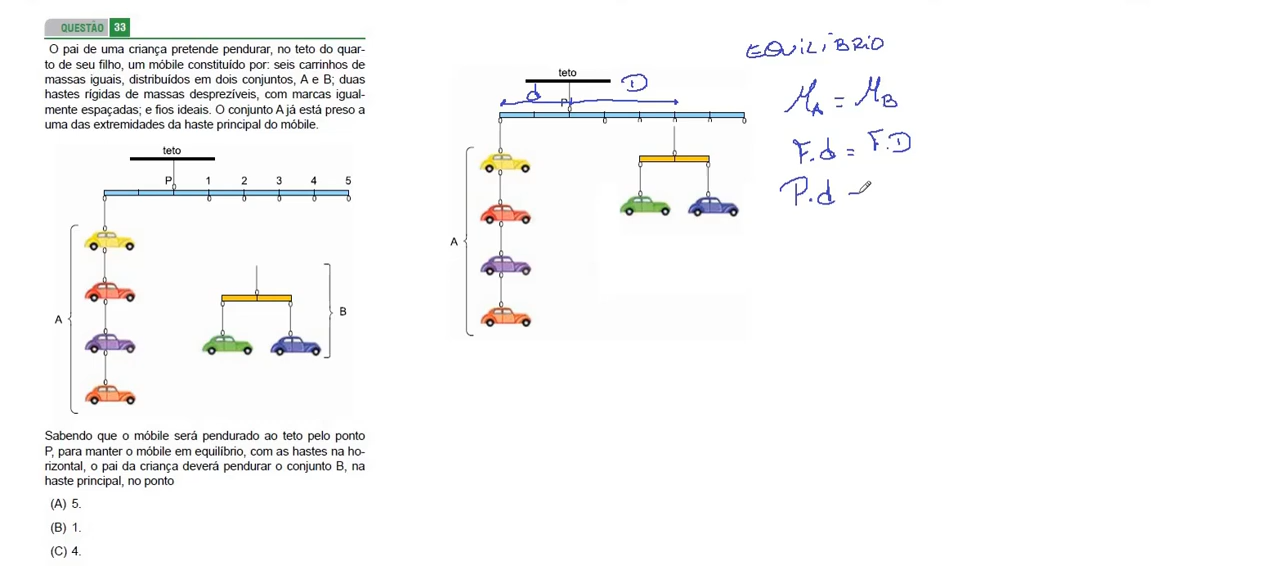 QUESTÃO 33
O pai de uma criança pretende pendurar, no teto do quar-
to de seu filho, um móbile constituído por: seis carrinhos de
massas iguais, distribuídos em dois conjuntos, A e B; duas
hastes rígidas de massas desprezíveis, com marcas igual-
mente espaçadas; e fios ideais. O conjunto A já está preso a
uma das extremidades da haste principal do móbile.
teto
P 1 2 3 4 5
A
B
Sabendo que o móbile será pendurado ao teto pelo ponto
P, para manter o móbile em equilíbrio, com as hastes na ho-
rizontal, o pai da criança deverá pendurar o conjunto B, na
haste principal, no ponto
(A) 5.
(B) 1.
(C) 4.
teto
d D
P
A
EQUILÍBRIO
MA = MB
F.d = F.D
P.d =